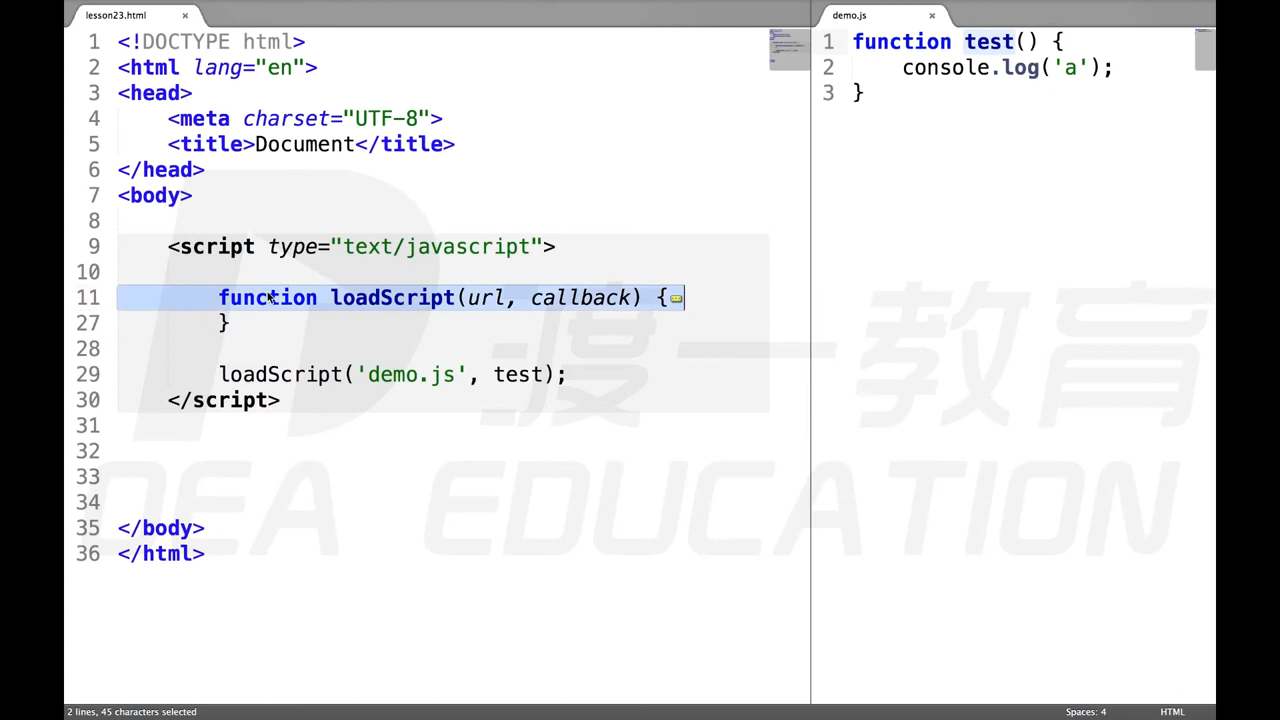 lesson23.html ×
demo.js ×
1 <!DOCTYPE html>
2 <html lang="en">
3 <head>
4 <meta charset="UTF-8">
5 <title>Document</title>
6 </head>
7 <body>
8
9 <script type="text/javascript">
10
11 function loadScript(url, callback) {
27 }
28
29 loadScript('demo.js', test);
30 </script>
31
32
33
34
35 </body>
36 </html>
1 function test() {
2 console.log('a');
3 }
渡一教育
DEA EDUCATION
2 lines, 45 characters selected
Spaces: 4
HTML